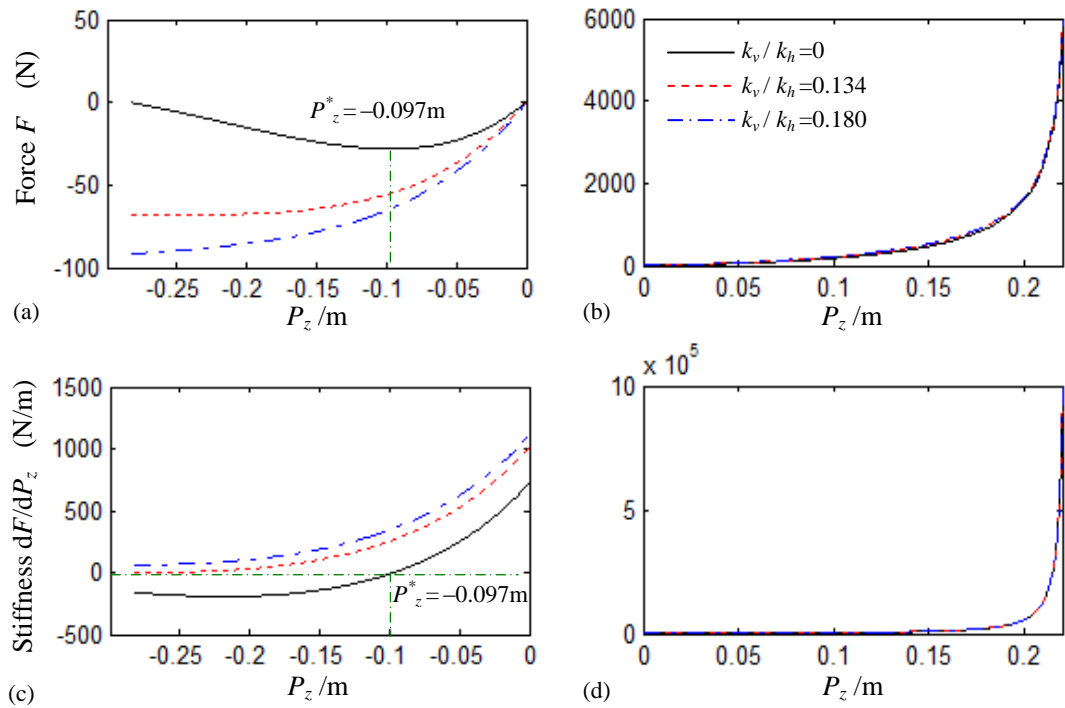 50
0
-50
-100
Force F (N)
P*z = −0.097m
-0.25 -0.2 -0.15 -0.1 -0.05 0
(a)
Pz /m
6000
4000
2000
0
kv / kh =0
kv / kh =0.134
kv / kh =0.180
0 0.05 0.1 0.15 0.2
(b)
Pz /m
1500
1000
500
0
-500
Stiffness dF/dPz (N/m)
P*z = −0.097m
-0.25 -0.2 -0.15 -0.1 -0.05 0
(c)
Pz /m
x 10^5
10
5
0
0 0.05 0.1 0.15 0.2
(d)
Pz /m